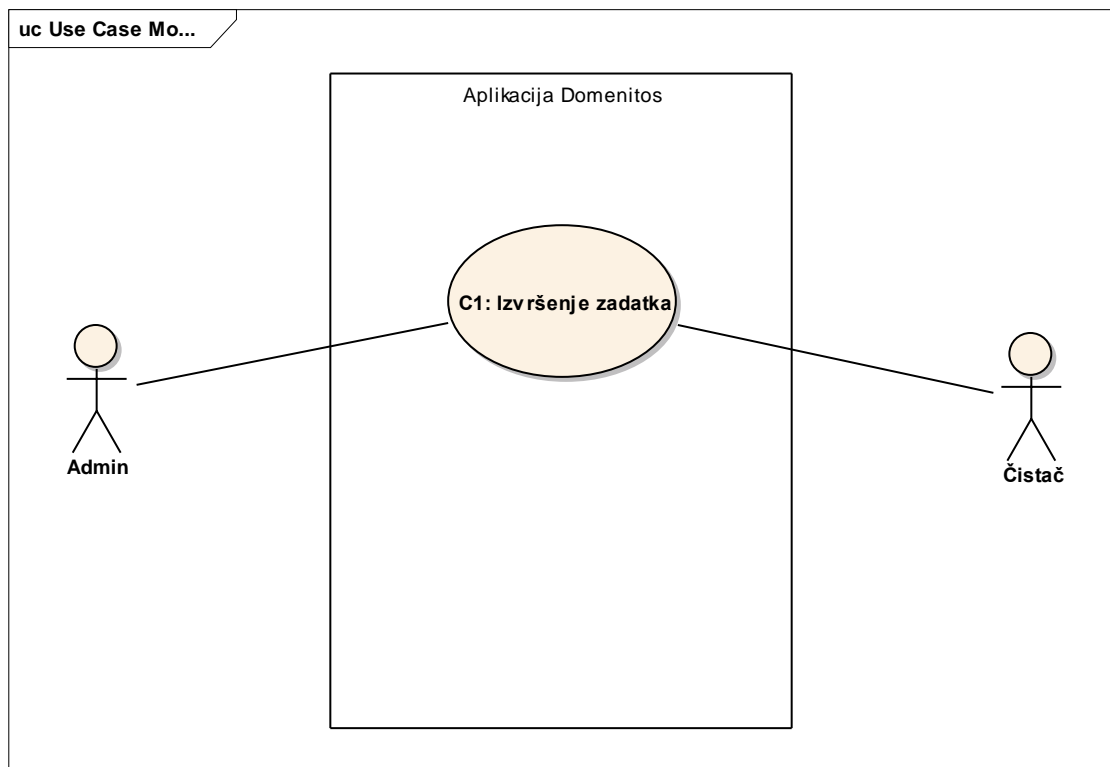 uc Use Case Mo...
Aplikacija Domenitos
C1: Izvršenje zadatka
Admin
Čistač